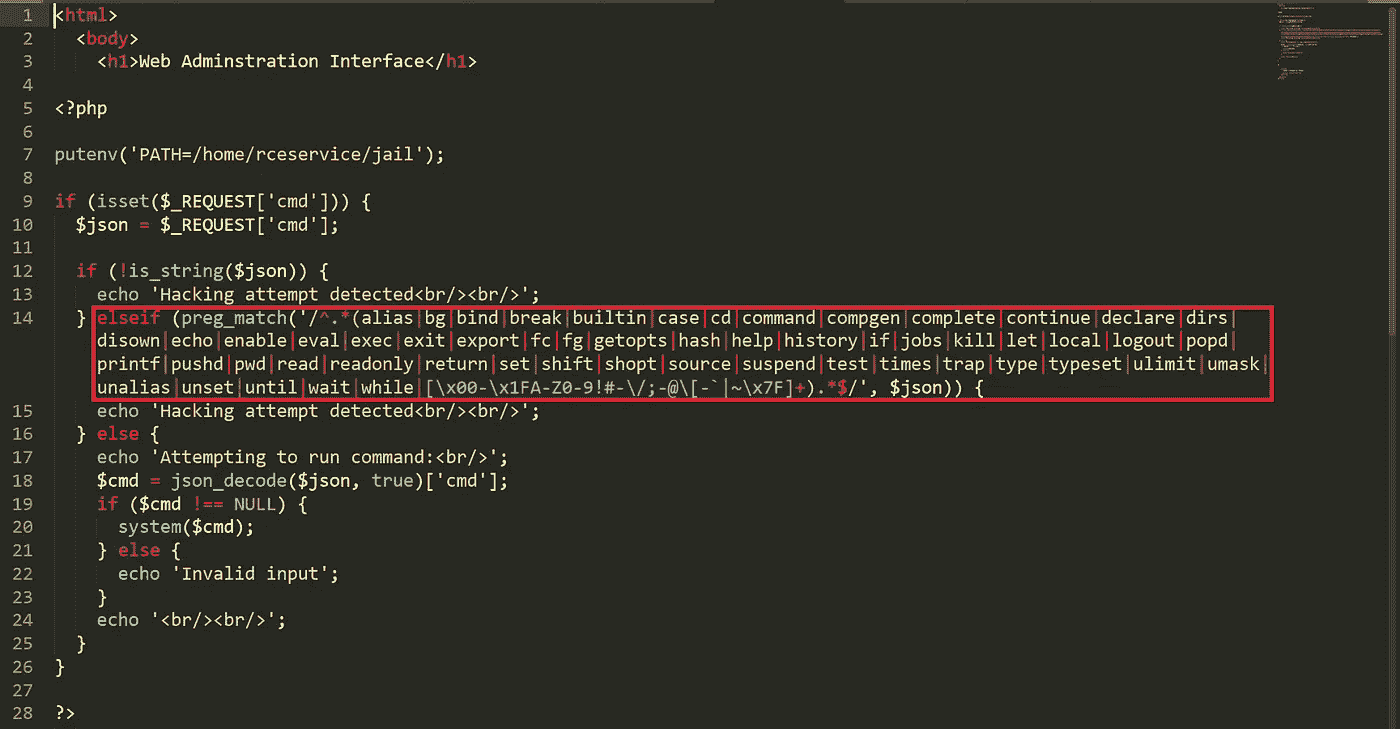 1 <html>
2 <body>
3 <h1>Web Adminstration Interface</h1>
4
5 <?php
6
7 putenv('PATH=/home/rceservice/jail');
8
9 if (isset($_REQUEST['cmd'])) {
10 $json = $_REQUEST['cmd'];
11
12 if (!is_string($json)) {
13 echo 'Hacking attempt detected<br/><br/>';
14 } elseif (preg_match('/^.*(alias|bg|bind|break|builtin|case|cd|command|compgen|complete|continue|declare|dirs|
disown|echo|enable|eval|exec|exit|export|fc|fg|getopts|hash|help|history|if|jobs|kill|let|local|logout|popd|
printf|pushd|pwd|read|readonly|return|set|shift|shopt|source|suspend|test|times|trap|type|typeset|ulimit|umask|
unalias|unset|until|wait|while|[\x00-\x1FA-Z0-9!#-\/;-@\[-`|~\x7F]+).*$/', $json)) {
15 echo 'Hacking attempt detected<br/><br/>';
16 } else {
17 echo 'Attempting to run command:<br/>';
18 $cmd = json_decode($json, true)['cmd'];
19 if ($cmd !== NULL) {
20 system($cmd);
21 } else {
22 echo 'Invalid input';
23 }
24 echo '<br/><br/>';
25 }
26 }
27
28 ?>